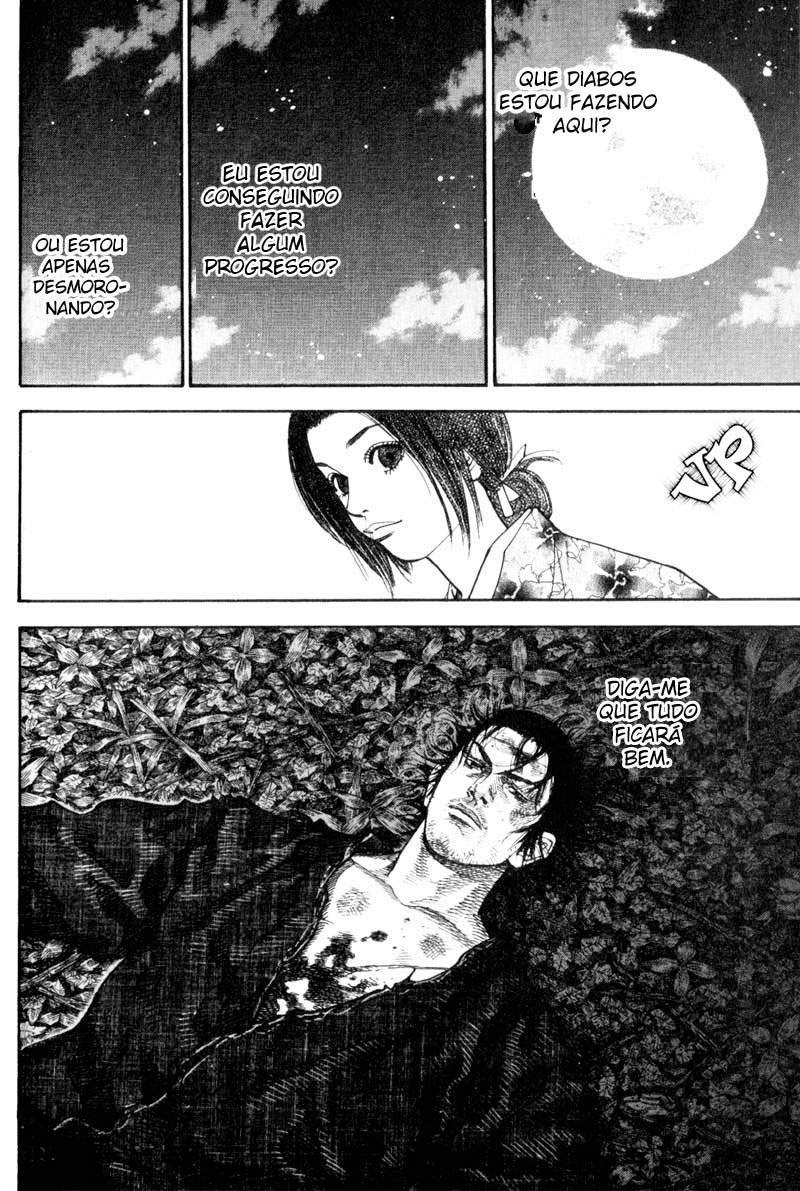 QUE DIABOS
ESTOU FAZENDO
AQUI?
EU ESTOU
CONSEGUINDO
FAZER
ALGUM
PROGRESSO?
OU ESTOU
APENAS
DESMORO-
NANDO?
VP
DIGA-ME
QUE TUDO
FICARÁ
BEM.